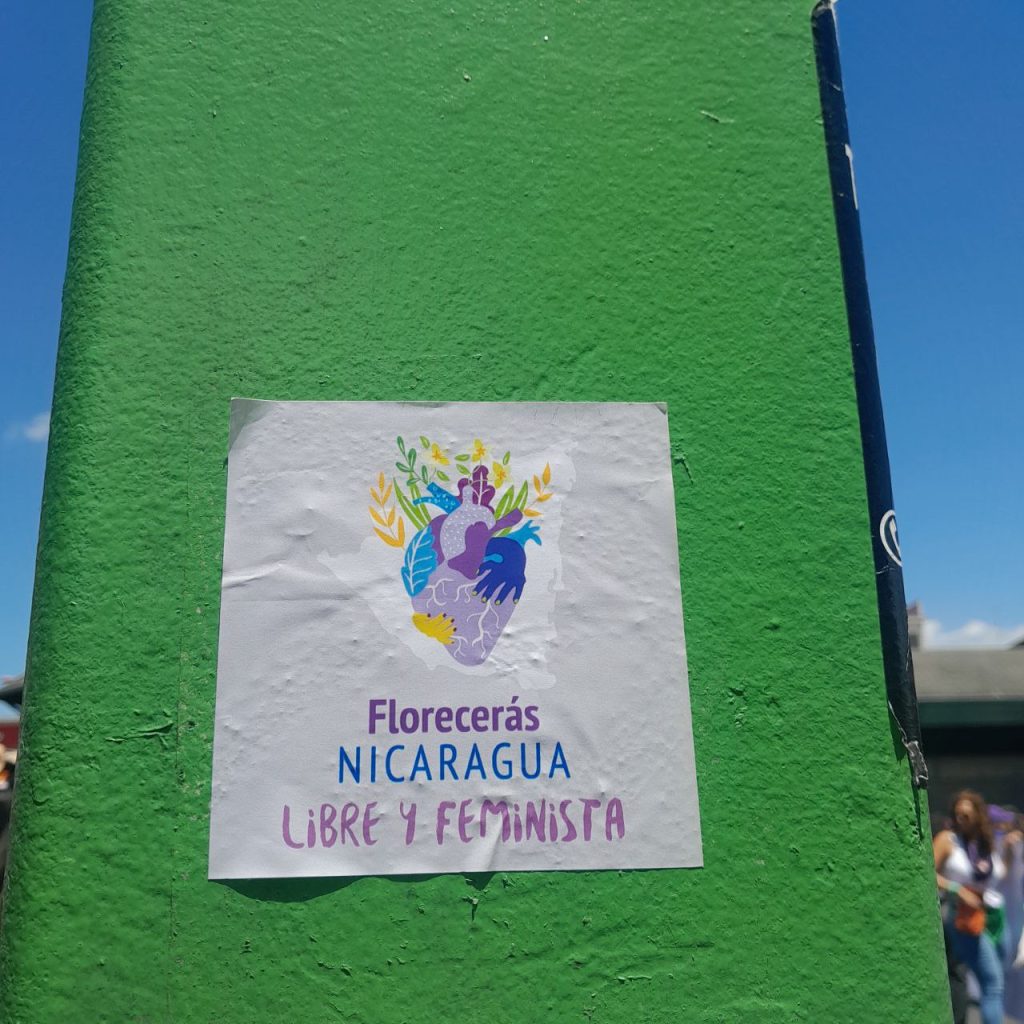 Florecerás
NICARAGUA
LIBRE Y FEMINISTA